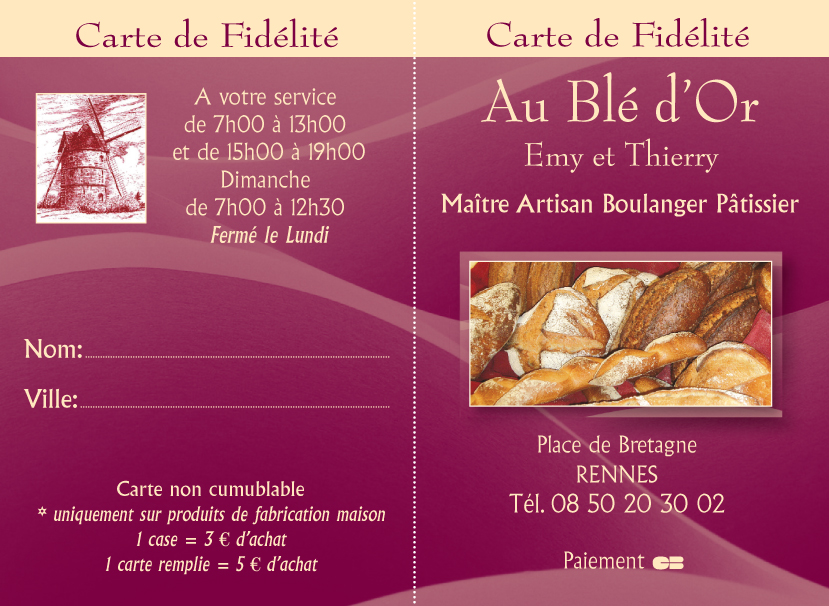 Carte de Fidélité
A votre service
de 7h00 à 13h00
et de 15h00 à 19h00
Dimanche
de 7h00 à 12h30
Fermé le Lundi
Nom:
Ville:
Carte non cumublable
* uniquement sur produits de fabrication maison
1 case = 3 € d'achat
1 carte remplie = 5 € d'achat
Carte de Fidélité
Au Blé d'Or
Emy et Thierry
Maître Artisan Boulanger Pâtissier
Place de Bretagne
RENNES
Tél. 08 50 20 30 02
Paiement CB